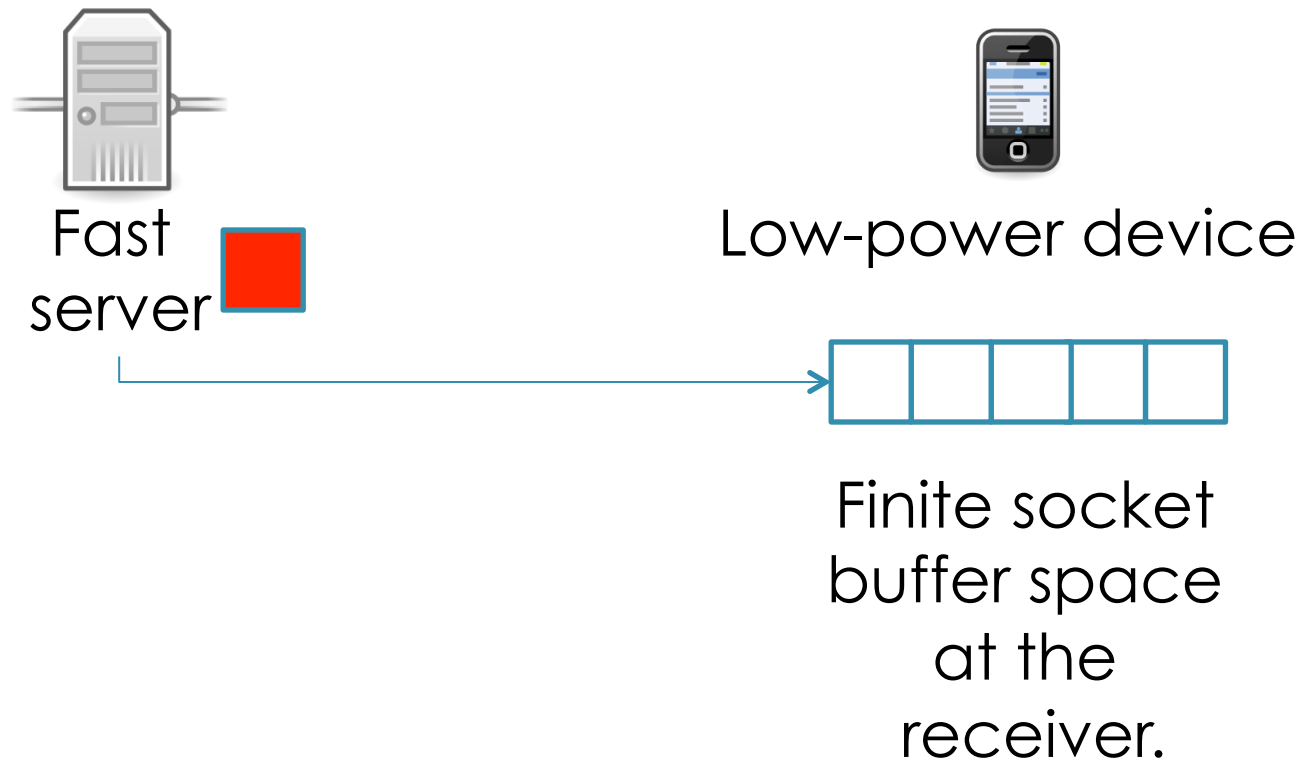 Fast
server
Low-power device
Finite socket
buffer space
at the
receiver.